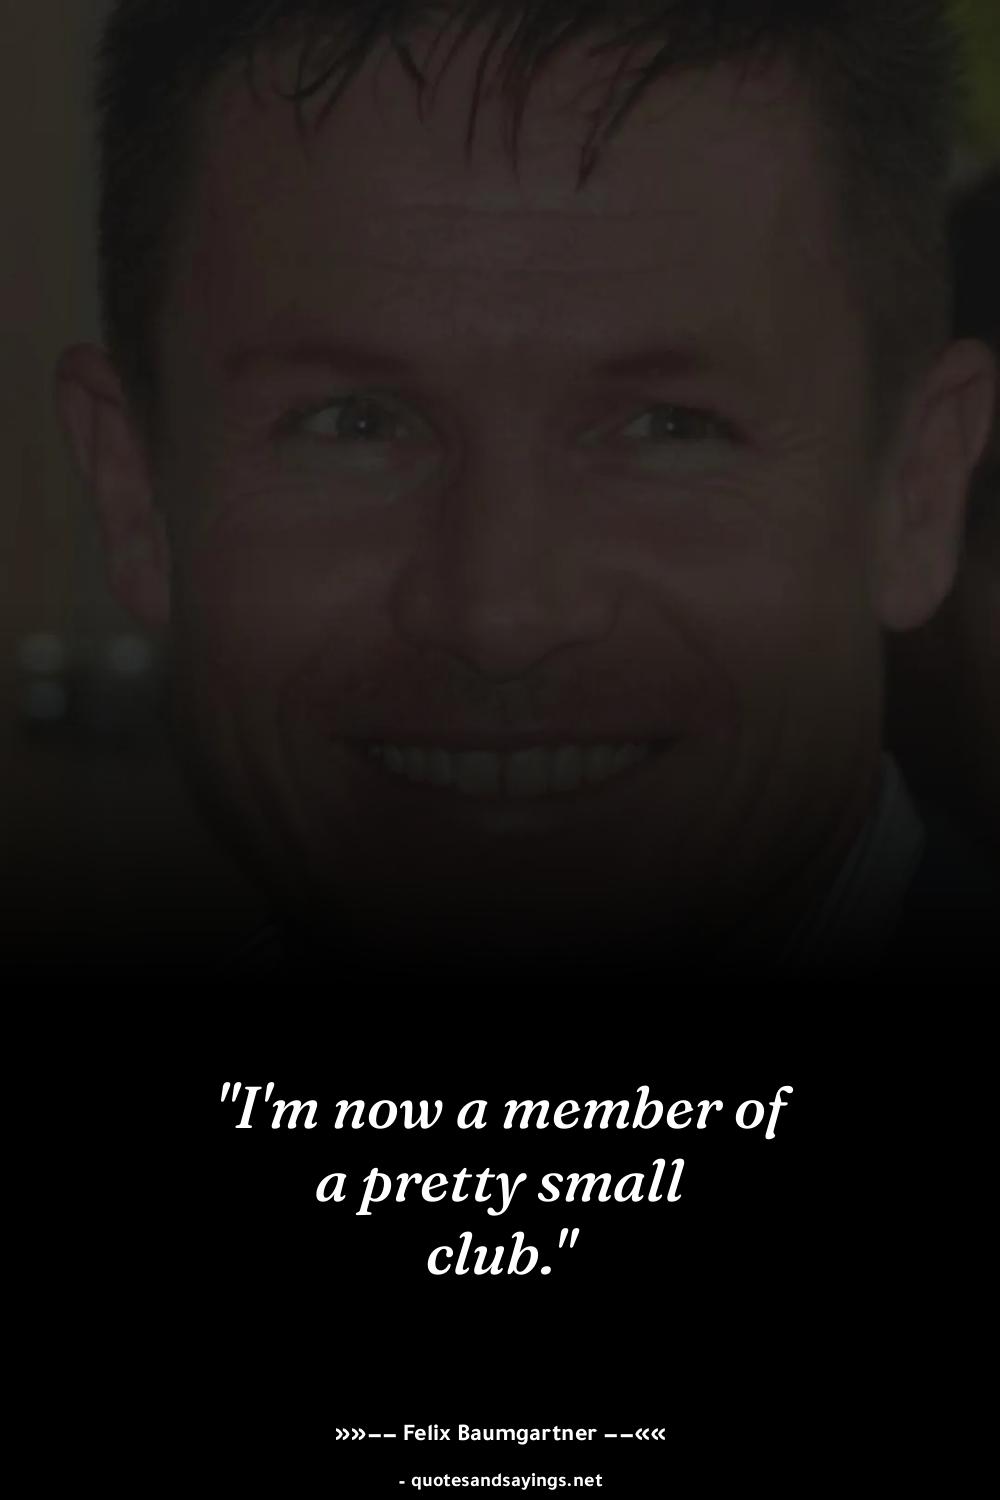 "I'm now a member of
a pretty small
club."
»»–– Felix Baumgartner ––««
- quotesandsayings.net